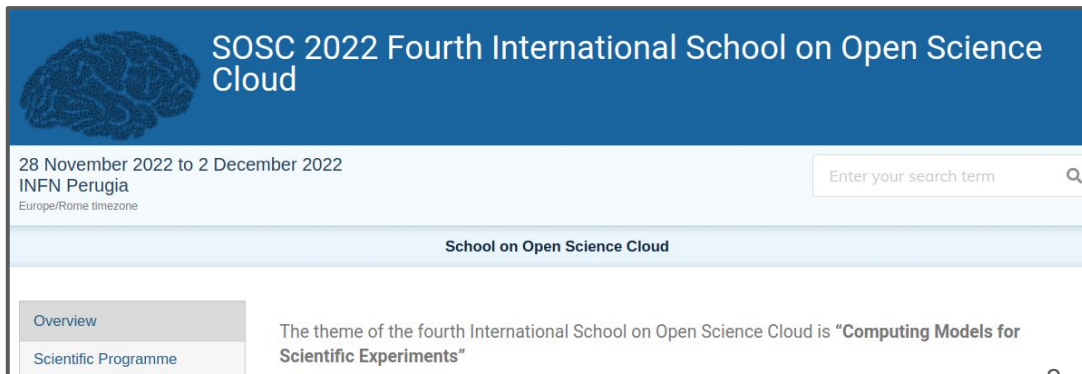 SOSC 2022 Fourth International School on Open Science
Cloud
28 November 2022 to 2 December 2022
INFN Perugia
Europe/Rome timezone
Enter your search term
School on Open Science Cloud
Overview
Scientific Programme
The theme of the fourth International School on Open Science Cloud is “Computing Models for
Scientific Experiments”